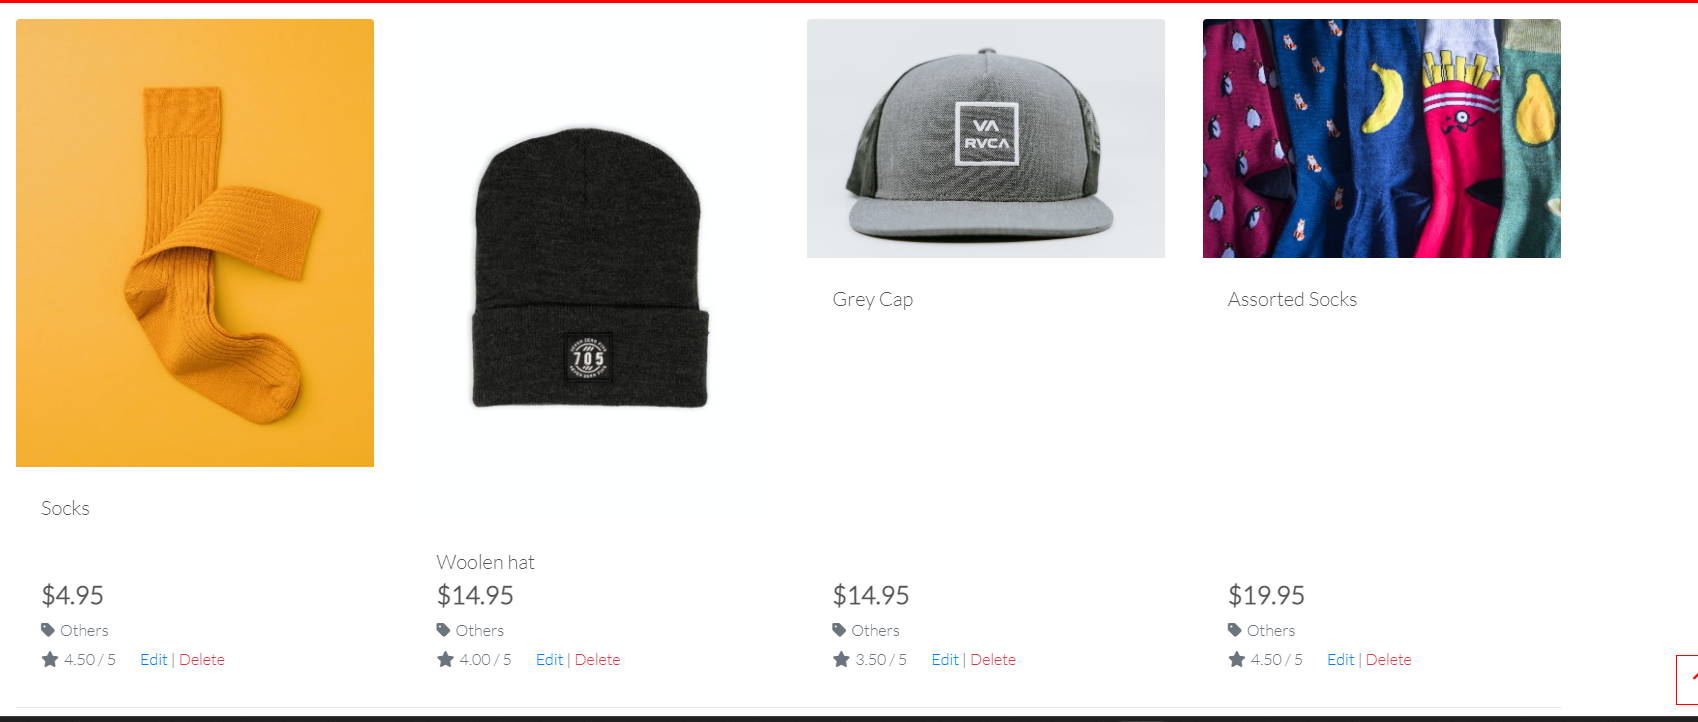 VA
RVCA
705
Socks
$4.95
Others
4.50 / 5 Edit | Delete
Woolen hat
$14.95
Others
4.00 / 5 Edit | Delete
Grey Cap
$14.95
Others
3.50 / 5 Edit | Delete
Assorted Socks
$19.95
Others
4.50 / 5 Edit | Delete